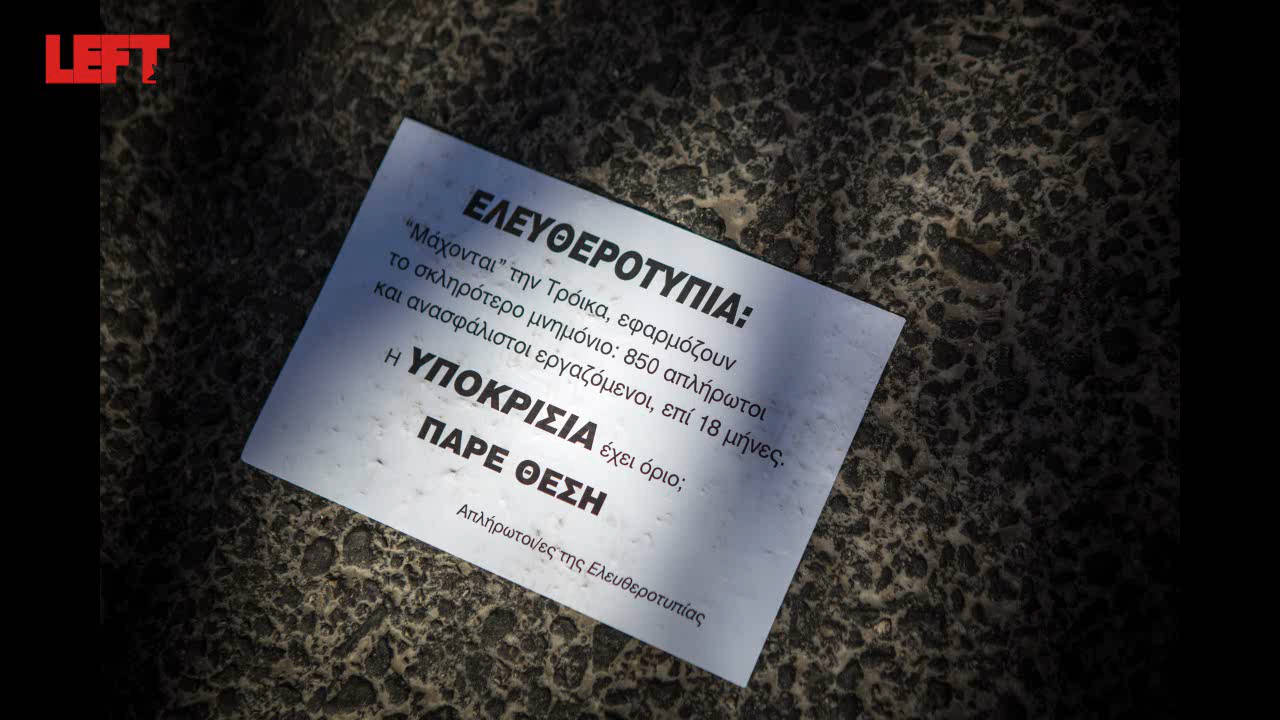 LEFT
ΕΛΕΥΘΕΡΟΤΥΠΙΑ:
“Μάχονται” την Τρόικα, εφαρμόζουν
το σκληρότερο μνημόνιο: 850 απλήρωτοι
και ανασφάλιστοι εργαζόμενοι, επί 18 μήνες.
Η ΥΠΟΚΡΙΣΙΑ έχει όριο;
ΠΑΡΕ ΘΕΣΗ
Απλήρωτοι/ες της Ελευθεροτυπίας